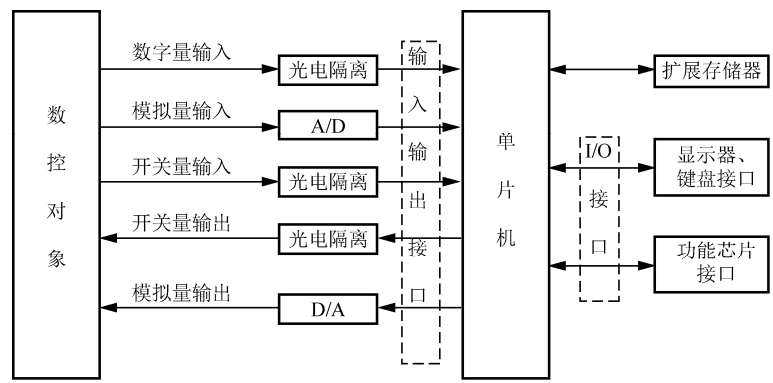 数控对象
数字量输入
光电隔离
模拟量输入
A/D
开关量输入
光电隔离
开关量输出
光电隔离
模拟量输出
D/A
输入输出接口
单片机
扩展存储器
I/O
接口
显示器、
键盘接口
功能芯片
接口